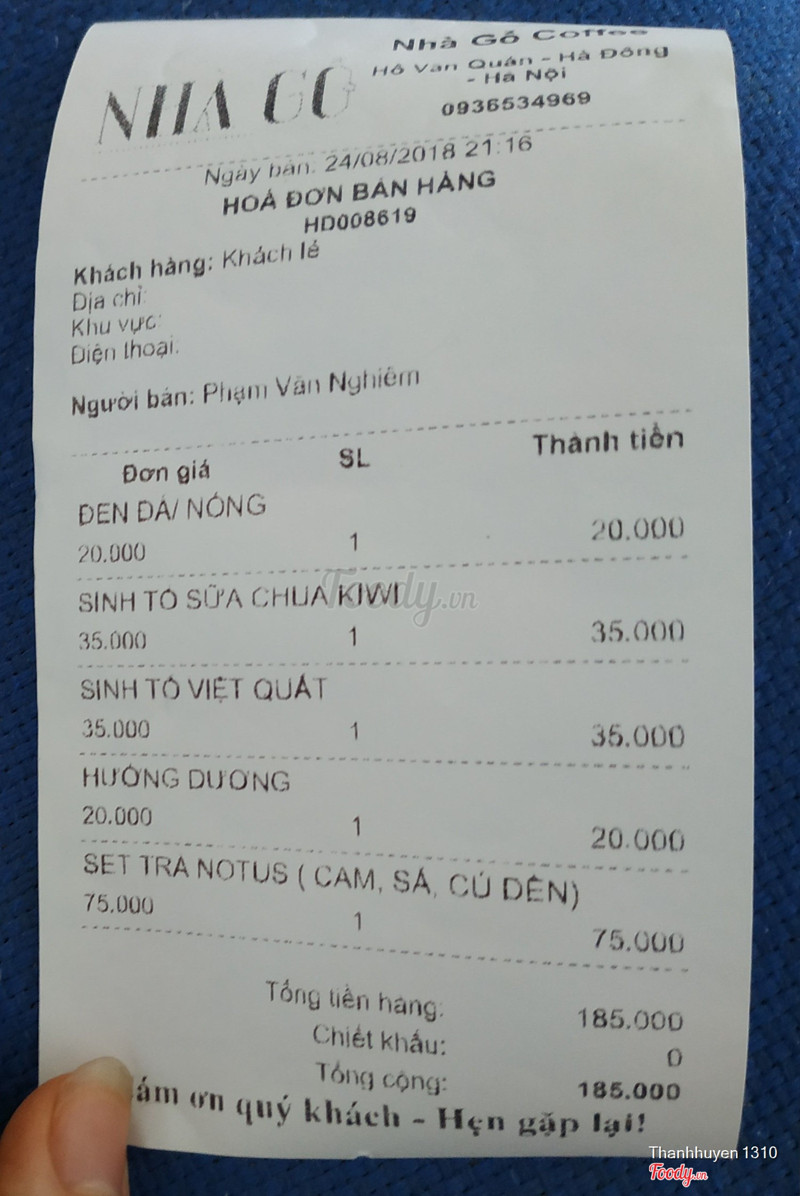 NHÀ GỖ
Nhà Gỗ Coffee
Hồ Văn Quán - Hà Đông
- Hà Nội
0936534969
Ngày bán: 24/08/2018 21:16
HOÁ ĐƠN BÁN HÀNG
HD008619
Khách hàng: Khách lẻ
Địa chỉ:
Khu vực:
Điện thoại:
Người bán: Phạm Văn Nghiêm
Đơn giá SL Thành tiền
ĐEN ĐÁ/ NÓNG
20.000 1 20.000
SINH TỐ SỮA CHUA KIWI
35.000 1 35.000
SINH TỐ VIỆT QUẤT
35.000 1 35.000
HƯỚNG DƯƠNG
20.000 1 20.000
SET TRÀ NOTUS ( CAM, SẢ, CỦ DỀN)
75.000 1 75.000
Tổng tiền hàng: 185.000
Chiết khấu: 0
Tổng cộng: 185.000
ảm ơn quý khách - Hẹn gặp lại!
Foody.vn
Thanhhuyen 1310
Foody.vn